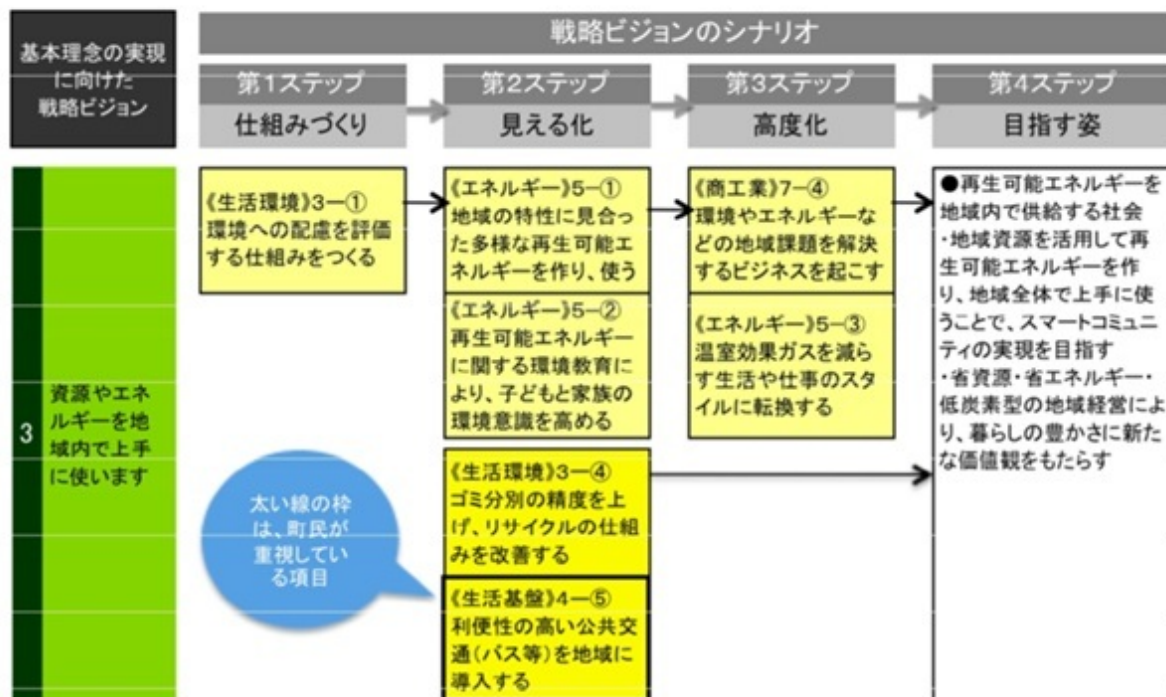 基本理念の実現
に向けた
戦略ビジョン
戦略ビジョンのシナリオ
第1ステップ
仕組みづくり
第2ステップ
見える化
第3ステップ
高度化
第4ステップ
目指す姿
3
資源やエネ
ルギーを地
域内で上手
に使います
《生活環境》3-①
環境への配慮を評価
する仕組みをつくる
《エネルギー》5-①
地域の特性に見合っ
た多様な再生可能エ
ネルギーを作り、使う
《エネルギー》5-②
再生可能エネルギー
に関する環境教育に
より、子どもと家族の
環境意識を高める
《生活環境》3-④
ゴミ分別の精度を上
げ、リサイクルの仕組
みを改善する
《生活基盤》4-⑤
利便性の高い公共交
通(バス等)を地域に
導入する
太い線の枠
は、町民が
重視してい
る項目
《商工業》7-④
環境やエネルギーな
どの地域課題を解決
するビジネスを起こす
《エネルギー》5-③
温室効果ガスを減ら
す生活や仕事のスタ
イルに転換する
●再生可能エネルギーを
地域内で供給する社会
・地域資源を活用して再
生可能エネルギーを作
り、地域全体で上手に使
うことで、スマートコミュニ
ティの実現を目指す
・省資源・省エネルギー・
低炭素型の地域経営によ
り、暮らしの豊かさに新た
な価値観をもたらす